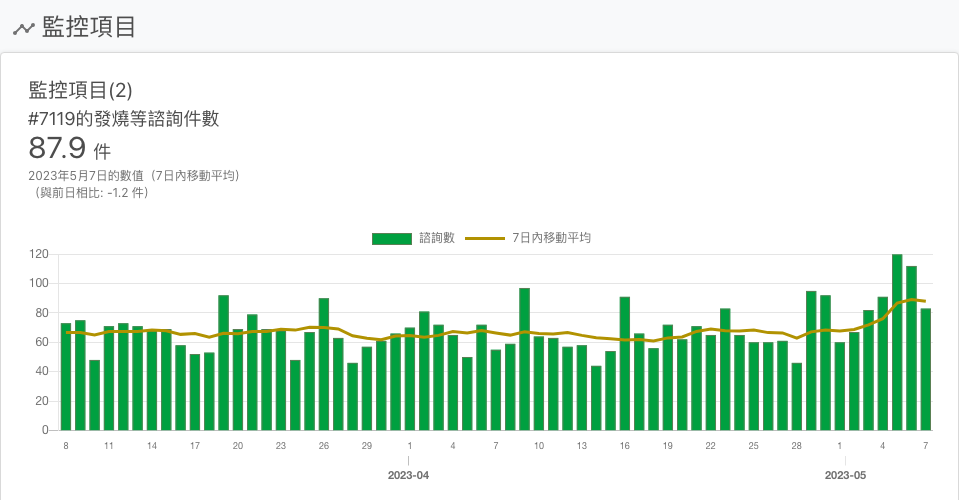 監控項目
監控項目(2)
#7119的發燒等諮詢件數
87.9 件
2023年5月7日的數值（7日內移動平均）
（與前日相比: -1.2 件）
諮詢數 7日內移動平均
120
100
80
60
40
20
0
8 11 14 17 20 23 26 29 1 4 7 10 13 16 19 22 25 28 1 4 7
2023-04 2023-05